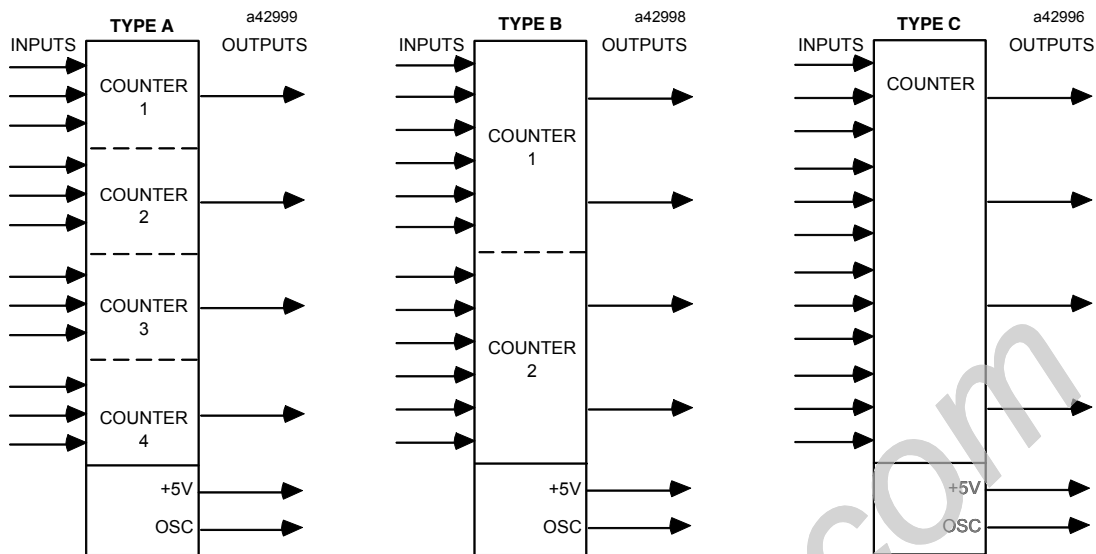 a42999
TYPE A
INPUTS
OUTPUTS
COUNTER
1
COUNTER
2
COUNTER
3
COUNTER
4
+5V
OSC
a42998
TYPE B
INPUTS
OUTPUTS
COUNTER
1
COUNTER
2
+5V
OSC
a42996
TYPE C
INPUTS
OUTPUTS
COUNTER
+5V
OSC
.com